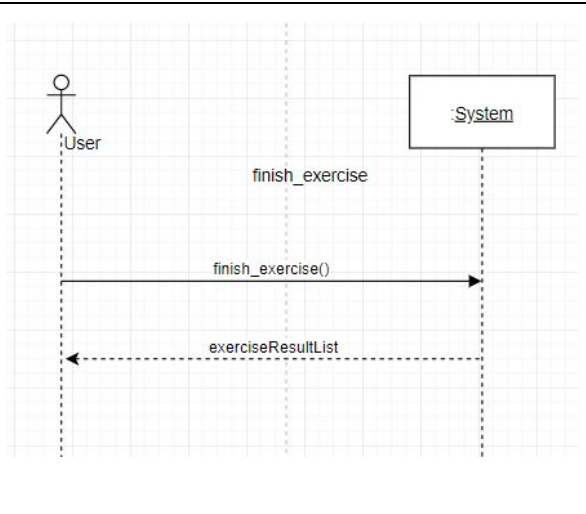 :System
User
finish_exercise
finish_exercise()
exerciseResultList